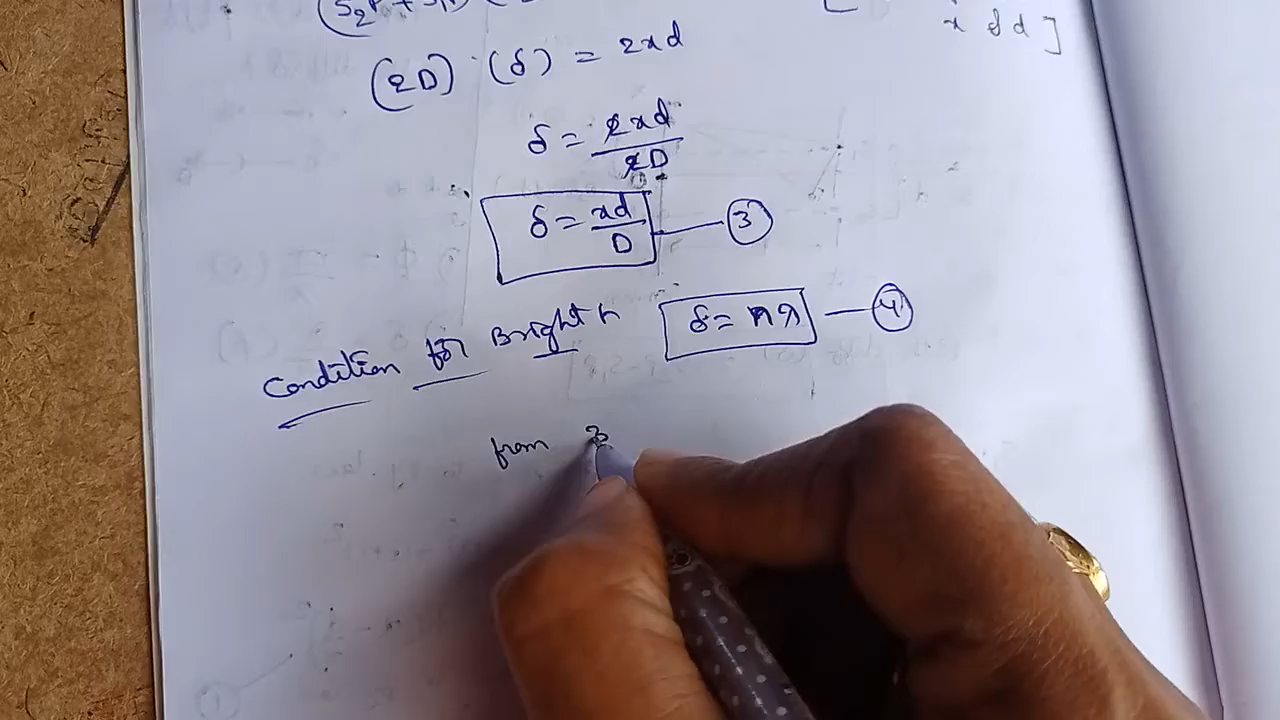 x & d ]
(2D) · (δ) = 2xd
δ = 2xd / 2D
δ = xd / D — ③
Condition for Bright h δ = nλ — ④
from 3